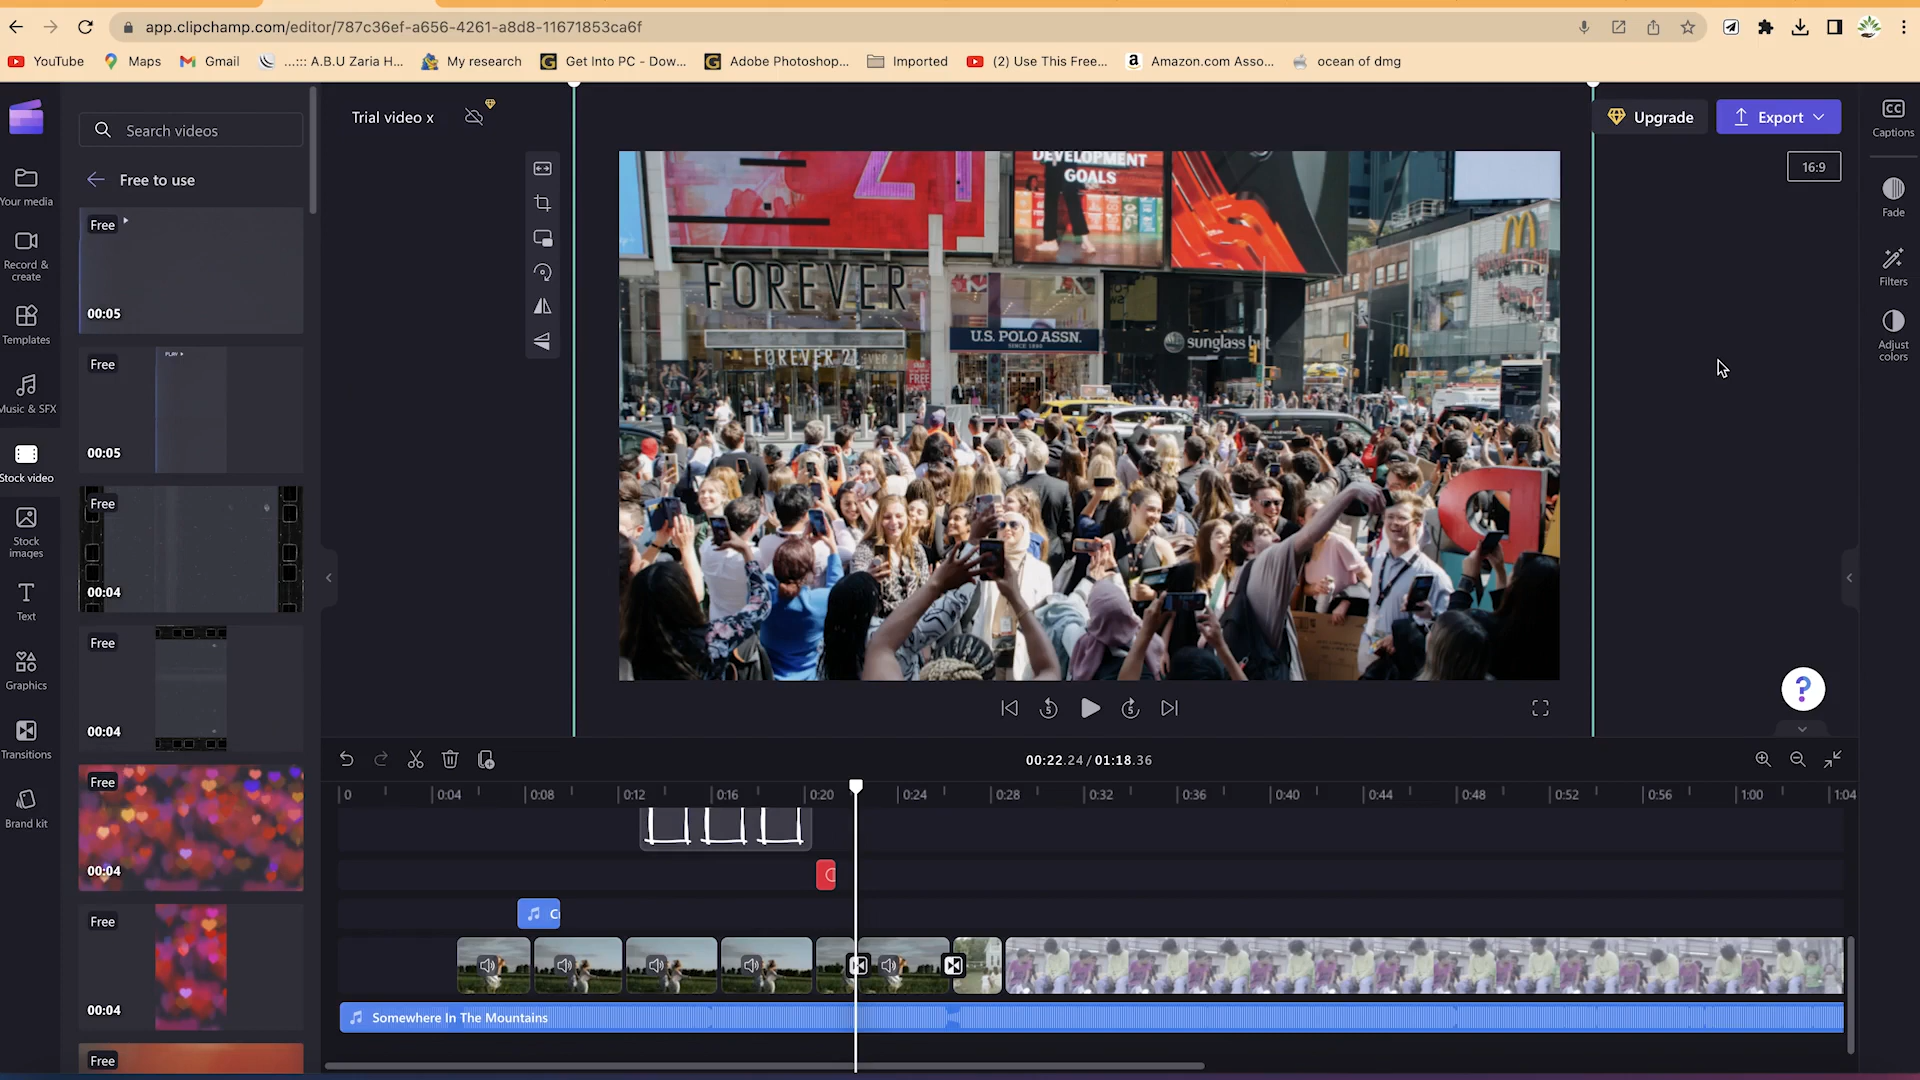 app.clipchamp.com/editor/787c36ef-a656-4261-a8d8-11671853ca6f
YouTube
Maps
Gmail
...::: A.B.U Zaria H...
My research
Get Into PC - Dow...
Adobe Photoshop...
Imported
(2) Use This Free...
Amazon.com Asso...
ocean of dmg
Search videos
Trial video x
Upgrade
Export
Captions
16:9
Your media
Free to use
Fade
Free
00:05
Record &
create
Filters
Templates
Free
PLAY
00:05
Adjust
colors
Music & SFX
Stock video
Free
00:04
Stock
images
Text
Free
00:04
Graphics
Transitions
Free
00:04
Brand kit
Free
00:04
Free
DEVELOPMENT
GOALS
FOREVER
FOREVER 21
U.S. POLO ASSN.
SINCE 1890
sunglass hut
FREE
5
5
?
00:22.24 / 01:18.36
0
0:04
0:08
0:12
0:16
0:20
0:24
0:28
0:32
0:36
0:40
0:44
0:48
0:52
0:56
1:00
1:04
Somewhere In The Mountains